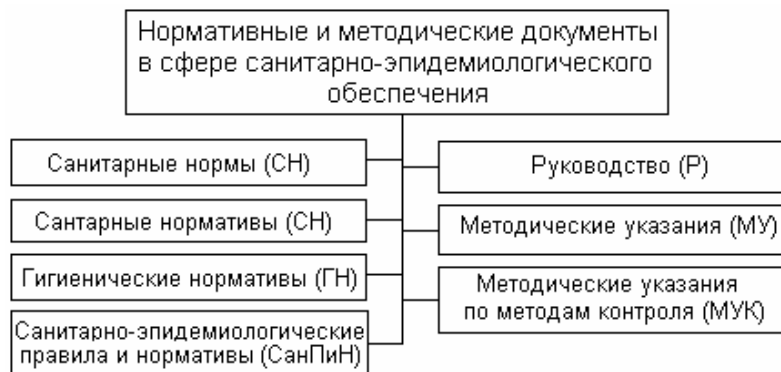 Нормативные и методические документы
в сфере санитарно-эпидемиологического
обеспечения
Санитарные нормы (СН)
Сантарные нормативы (СН)
Гигиенические нормативы (ГН)
Санитарно-эпидемиологические
правила и нормативы (СанПиН)
Руководство (Р)
Методические указания (МУ)
Методические указания
по методам контроля (МУК)